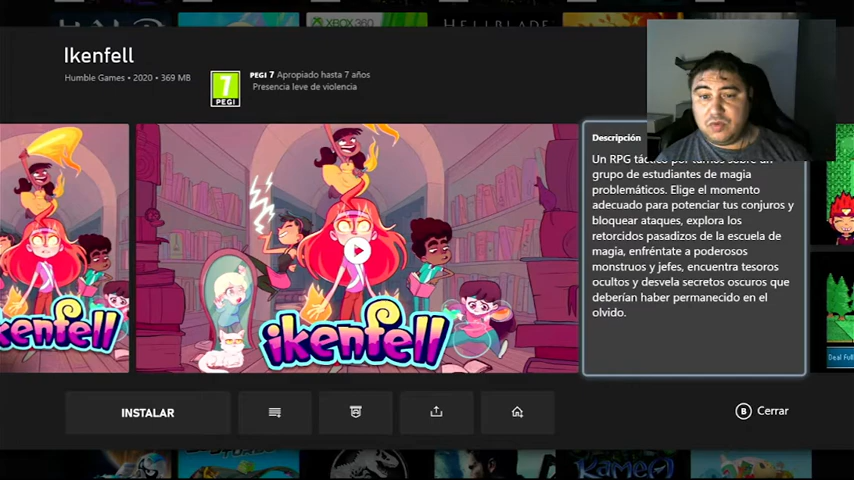 XBOX 360
HELLBLADE
Ikenfell
Humble Games • 2020 • 369 MB
7
PEGI
PEGI 7 Apropiado hasta 7 años
Presencia leve de violencia
kenfell
ikenfell
Descripción
Un RPG táctico por turnos sobre un
grupo de estudiantes de magia
problemáticos. Elige el momento
adecuado para potenciar tus conjuros y
bloquear ataques, explora los
retorcidos pasadizos de la escuela de
magia, enfréntate a poderosos
monstruos y jefes, encuentra tesoros
ocultos y desvela secretos oscuros que
deberían haber permanecido en el
olvido.
Deal Full
INSTALAR
B Cerrar
KAMEO